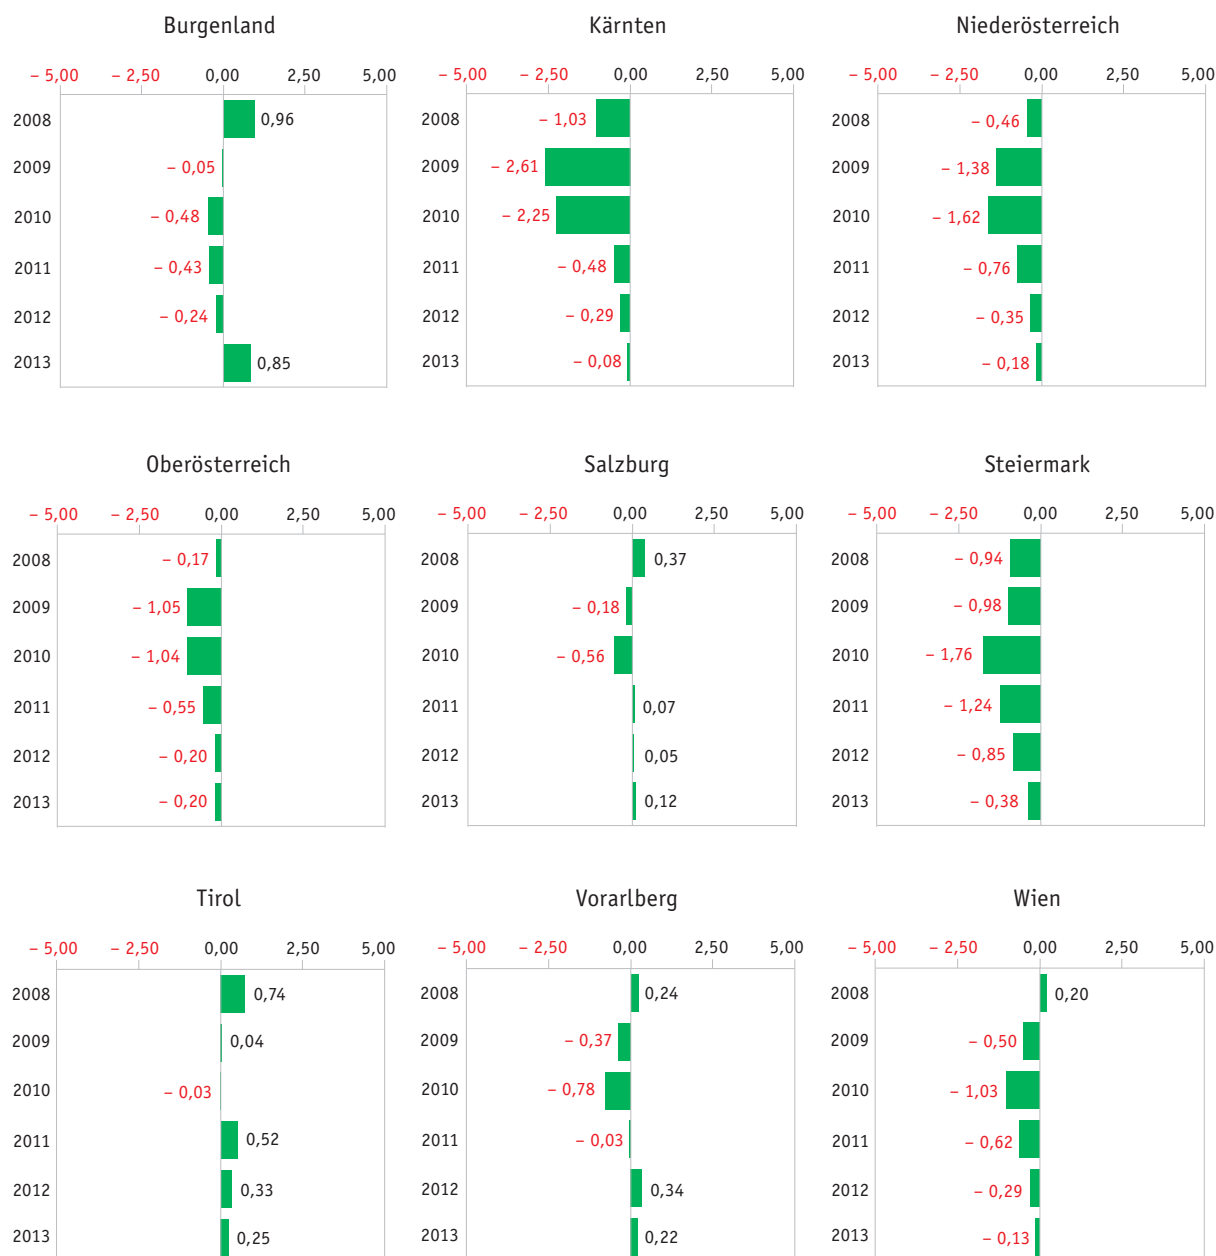 Burgenland Kärnten Niederösterreich
– 5,00 – 2,50 0,00 2,50 5,00 – 5,00 – 2,50 0,00 2,50 5,00 – 5,00 – 2,50 0,00 2,50 5,00
2008 0,96 2008 – 1,03 2008 – 0,46
2009 – 0,05 2009 – 2,61 2009 – 1,38
2010 – 0,48 2010 – 2,25 2010 – 1,62
2011 – 0,43 2011 – 0,48 2011 – 0,76
2012 – 0,24 2012 – 0,29 2012 – 0,35
2013 0,85 2013 – 0,08 2013 – 0,18
Oberösterreich Salzburg Steiermark
– 5,00 – 2,50 0,00 2,50 5,00 – 5,00 – 2,50 0,00 2,50 5,00 – 5,00 – 2,50 0,00 2,50 5,00
2008 – 0,17 2008 0,37 2008 – 0,94
2009 – 1,05 2009 – 0,18 2009 – 0,98
2010 – 1,04 2010 – 0,56 2010 – 1,76
2011 – 0,55 2011 0,07 2011 – 1,24
2012 – 0,20 2012 0,05 2012 – 0,85
2013 – 0,20 2013 0,12 2013 – 0,38
Tirol Vorarlberg Wien
– 5,00 – 2,50 0,00 2,50 5,00 – 5,00 – 2,50 0,00 2,50 5,00 – 5,00 – 2,50 0,00 2,50 5,00
2008 0,74 2008 0,24 2008 0,20
2009 0,04 2009 – 0,37 2009 – 0,50
2010 – 0,03 2010 – 0,78 2010 – 1,03
2011 0,52 2011 – 0,03 2011 – 0,62
2012 0,33 2012 0,34 2012 – 0,29
2013 0,25 2013 0,22 2013 – 0,13